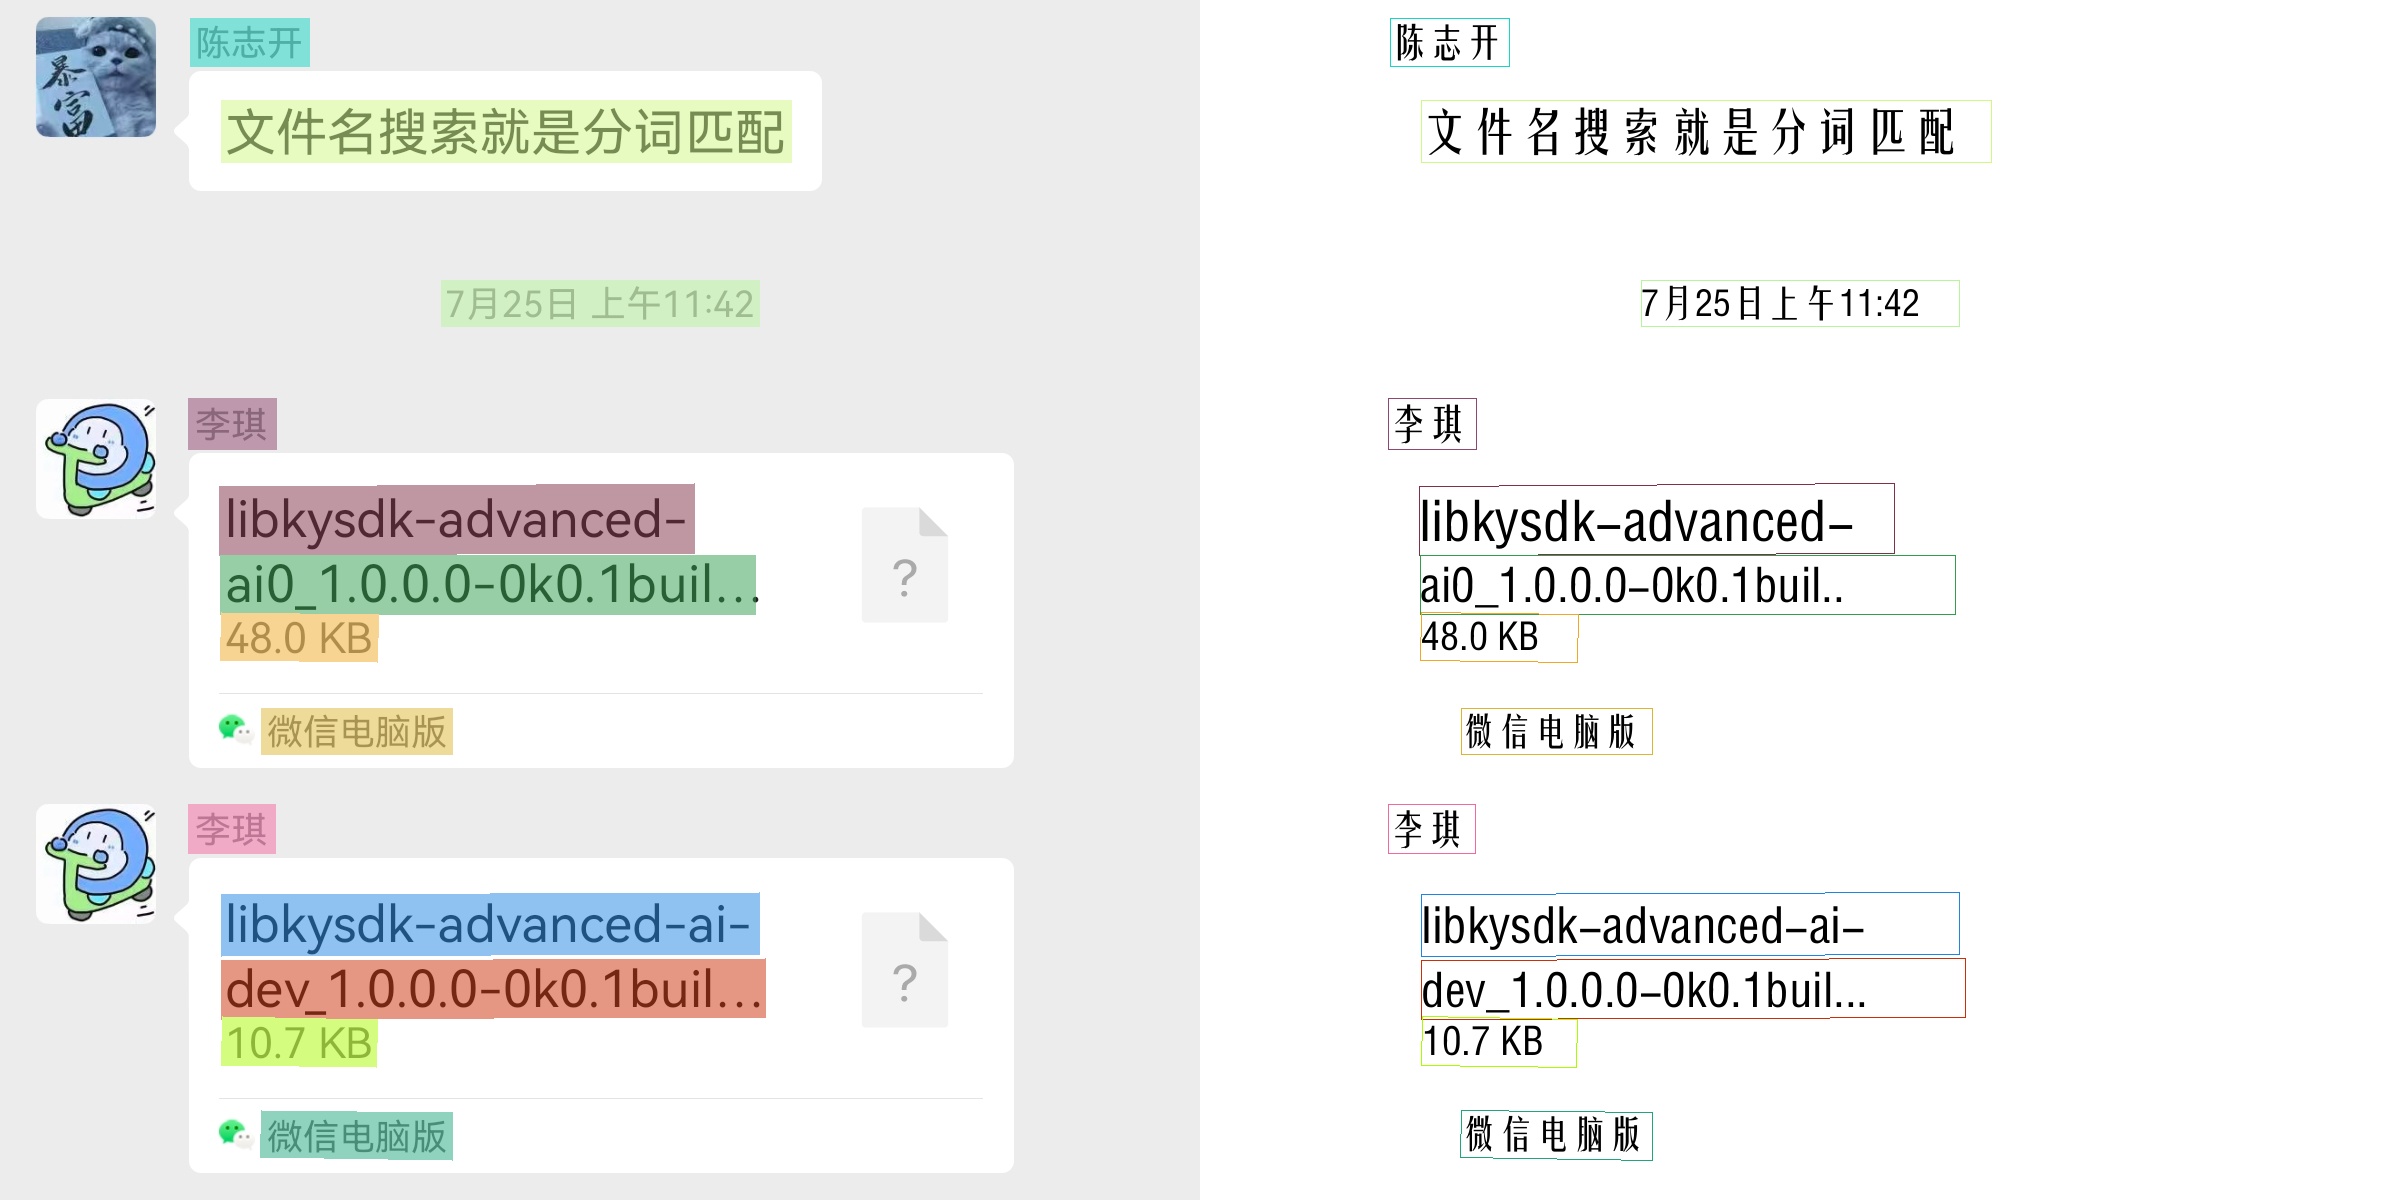 陈志开
文件名搜索就是分词匹配
7月25日 上午11:42
李琪
libkysdk-advanced-
ai0_1.0.0.0-0k0.1buil...
?
48.0 KB
微信电脑版
李琪
libkysdk-advanced-ai-
dev_1.0.0.0-0k0.1buil...
?
10.7 KB
微信电脑版
暴富
陈志开
文件名搜索就是分词匹配
7月25日上午11:42
李琪
libkysdk-advanced-
ai0_1.0.0.0-0k0.1buil..
48.0 KB
微信电脑版
李琪
libkysdk-advanced-ai-
dev_1.0.0.0-0k0.1buil...
10.7 KB
微信电脑版